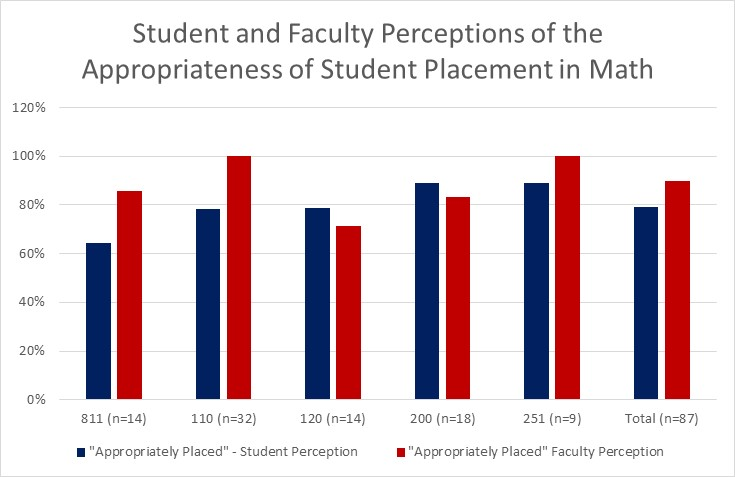 Student and Faculty Perceptions of the
Appropriateness of Student Placement in Math
120%
100%
80%
60%
40%
20%
0%
811 (n=14) 110 (n=32) 120 (n=14) 200 (n=18) 251 (n=9) Total (n=87)
"Appropriately Placed" - Student Perception "Appropriately Placed" Faculty Perception